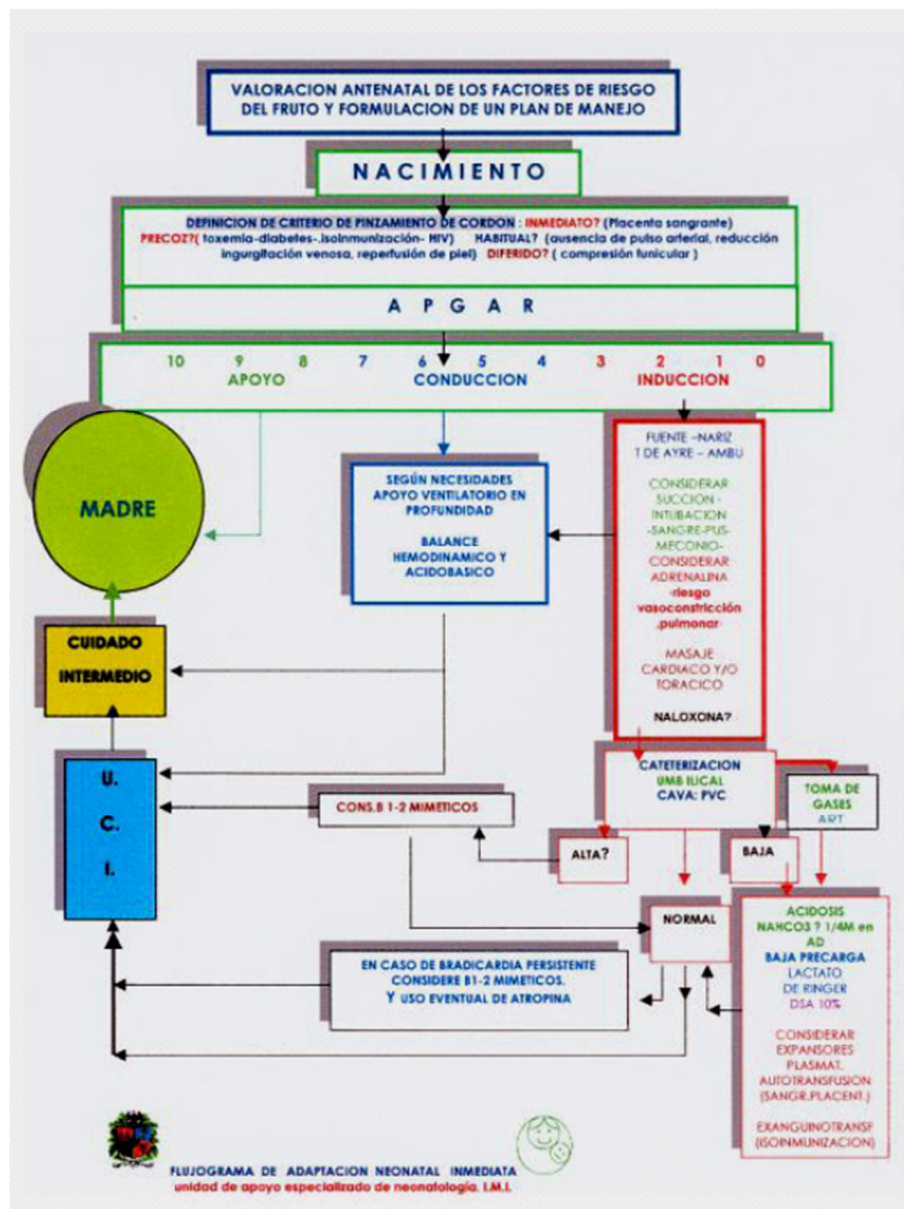 VALORACION ANTENATAL DE LOS FACTORES DE RIESGO
DEL FRUTO Y FORMULACION DE UN PLAN DE MANEJO
NACIMIENTO
DEFINICION DE CRITERIO DE PINZAMIENTO DE CORDON : INMEDIATO? (Placenta sangrante)
PRECOZ?( toxemia-diabetes-.isoinmunización- HIV) HABITUAL? (ausencia de pulso arterial, reducción
ingurgitación venosa, reperfusión de piel) DIFERIDO? ( compresión funicular )
A P G A R
10 9 8 7 6 5 4 3 2 1 0
APOYO CONDUCCION INDUCCION
MADRE
SEGÚN NECESIDADES
APOYO VENTILATORIO EN
PROFUNDIDAD
BALANCE
HEMODINAMICO Y
ACIDOBASICO
FUENTE –NARIZ
T DE AYRE – AMBU
CONSIDERAR
SUCCION -
INTUBACION
-SANGRE-PUS-
MECONIO-
CONSIDERAR
ADRENALINA
-riesgo
vasoconstricción
.pulmonar-
MASAJE
CARDIACO Y/O
TORACICO
NALOXONA?
CUIDADO
INTERMEDIO
U.
C.
I.
CATETERIZACION
UMB ILICAL
CAVA: PVC
TOMA DE
GASES
ART
CONS.B 1-2 MIMETICOS
ALTA?
BAJA
NORMAL
ACIDOSIS
NAHCO3 ? 1/4M en
AD
BAJA PRECARGA
LACTATO
DE RINGER
DSA 10%
CONSIDERAR
EXPANSORES
PLASMAT.
AUTOTRANSFUSION
(SANGR.PLACENT.)
EXANGUINOTRANSF
(ISOINMUNIZACION)
EN CASO DE BRADICARDIA PERSISTENTE
CONSIDERE B1-2 MIMETICOS.
Y USO EVENTUAL DE ATROPINA
FLUJOGRAMA DE ADAPTACION NEONATAL INMEDIATA
unidad de apoyo especializado de neonatología. I.M.I.